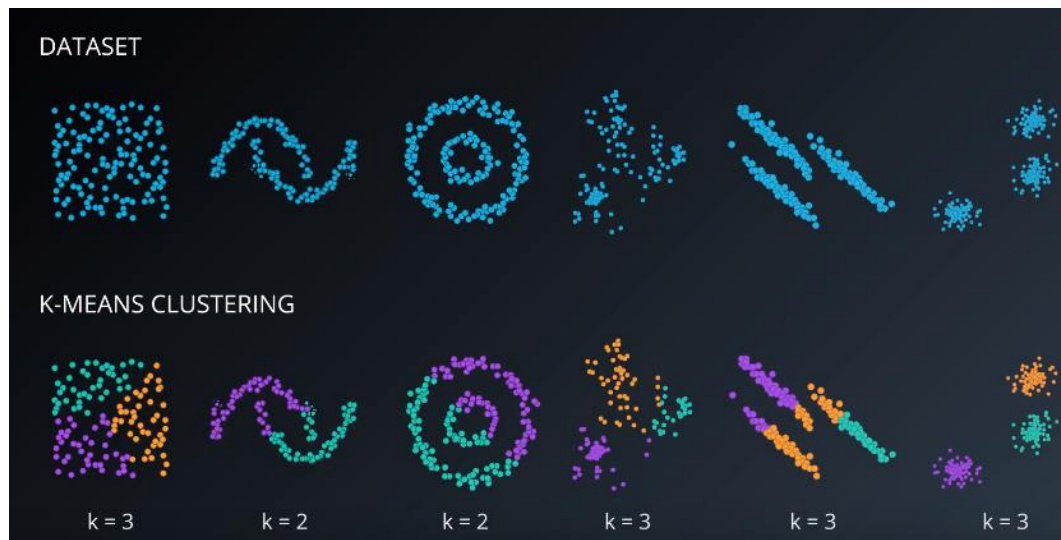 DATASET
K-MEANS CLUSTERING
k = 3 k = 2 k = 2 k = 3 k = 3 k = 3